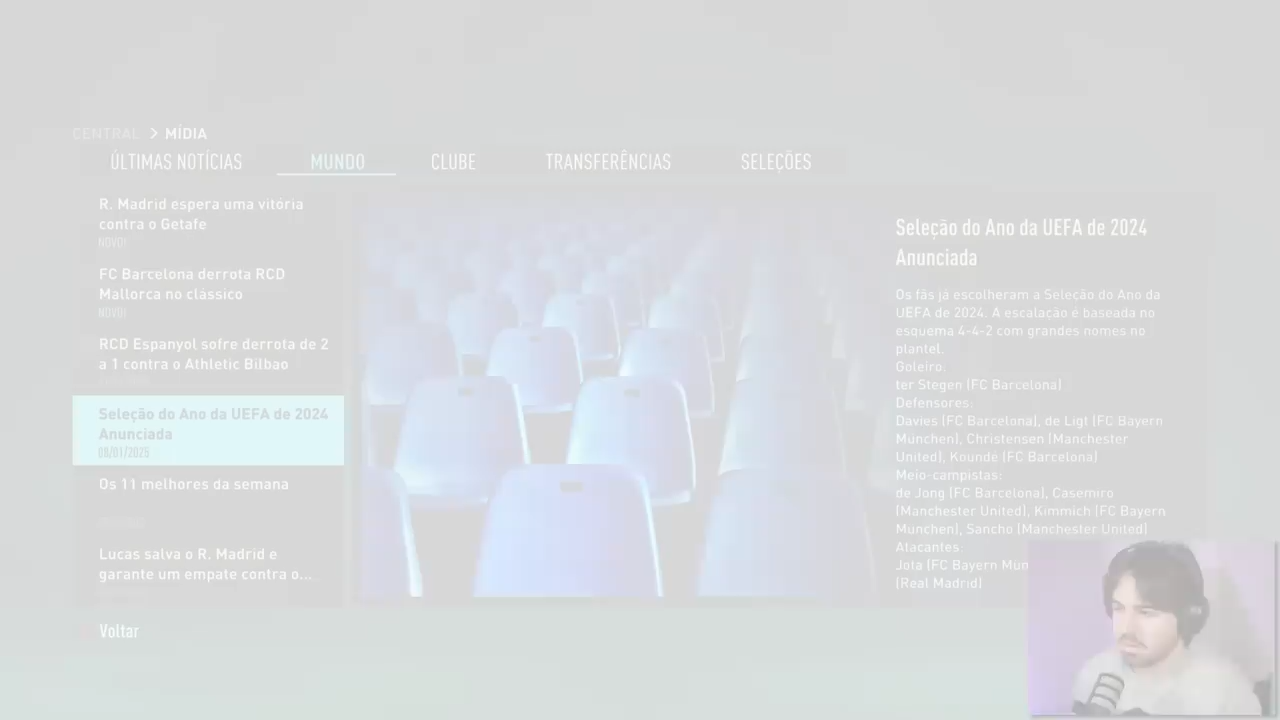 CENTRAL > MÍDIA
ÚLTIMAS NOTÍCIAS MUNDO CLUBE TRANSFERÊNCIAS SELEÇÕES
R. Madrid espera uma vitória
contra o Getafe
NOVO!
FC Barcelona derrota RCD
Mallorca no clássico
NOVO!
RCD Espanyol sofre derrota de 2
a 1 contra o Athletic Bilbao
Seleção do Ano da UEFA de 2024
Anunciada
08/01/2025
Os 11 melhores da semana
Lucas salva o R. Madrid e
garante um empate contra o...
Voltar
Seleção do Ano da UEFA de 2024
Anunciada
Os fãs já escolheram a Seleção do Ano da
UEFA de 2024. A escalação é baseada no
esquema 4-4-2 com grandes nomes no
plantel.
Goleiro:
ter Stegen (FC Barcelona)
Defensores:
Davies (FC Barcelona), de Ligt (FC Bayern
München), Christensen (Manchester
United), Kounde (FC Barcelona)
Meio-campistas:
de Jong (FC Barcelona), Casemiro
(Manchester United), Kimmich (FC Bayern
München), Sancho (Manchester United)
Atacantes:
Jota (FC Bayern
(Real Madrid)